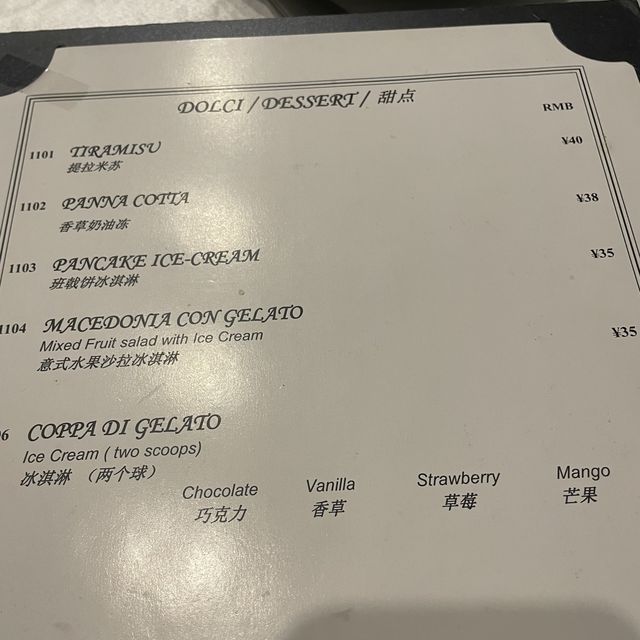 DOLCI / DESSERT / 甜点
RMB
1101 TIRAMISU ¥40
提拉米苏
1102 PANNA COTTA ¥38
香草奶油冻
1103 PANCAKE ICE-CREAM ¥35
班戟饼冰淇淋
1104 MACEDONIA CON GELATO ¥35
Mixed Fruit salad with Ice Cream
意式水果沙拉冰淇淋
06 COPPA DI GELATO
Ice Cream ( two scoops)
冰淇淋 （两个球）
Chocolate Vanilla Strawberry Mango
巧克力 香草 草莓 芒果